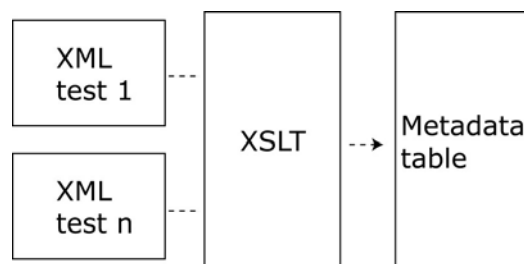 XML
test 1
XML
test n
XSLT
Metadata
table